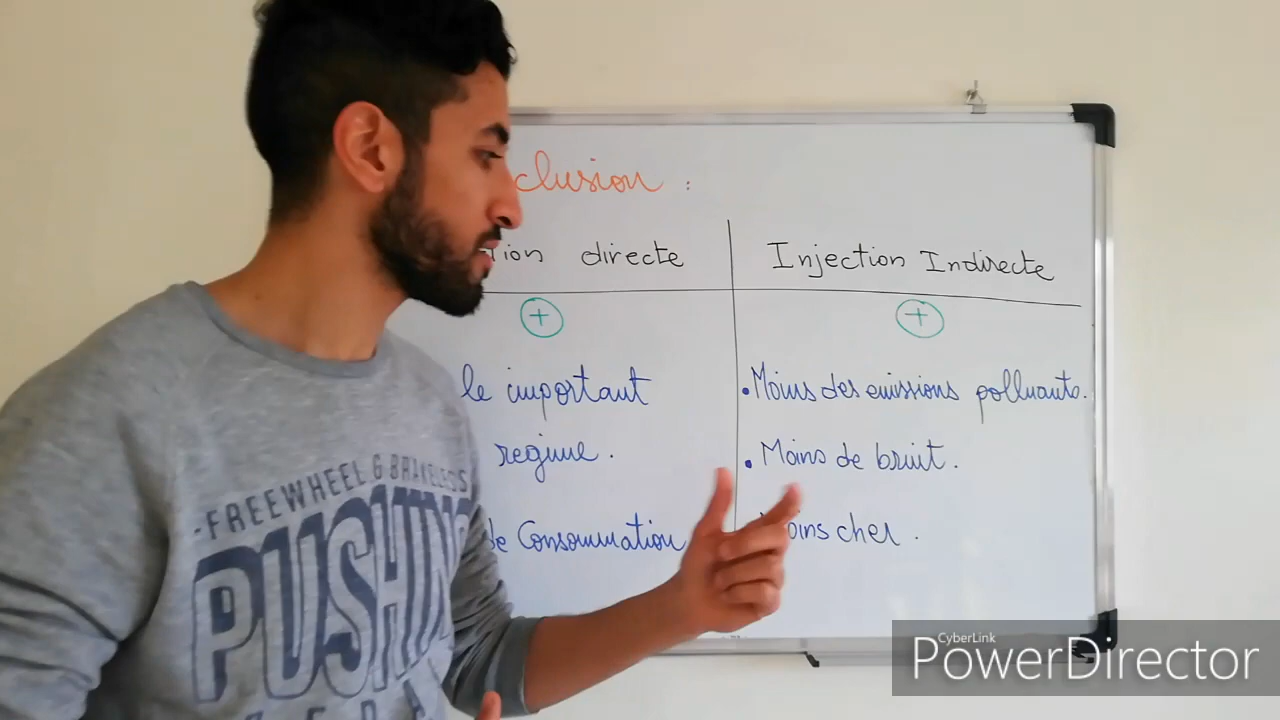 clusion :
tion directe
Injection Indirecte
+
+
le important
regime .
de Consommation
• Moins des emissions polluants.
• Moins de bruit .
oins cher .
-FREEWHEEL & BRAKELESS
PUSHIN
CyberLink
PowerDirector